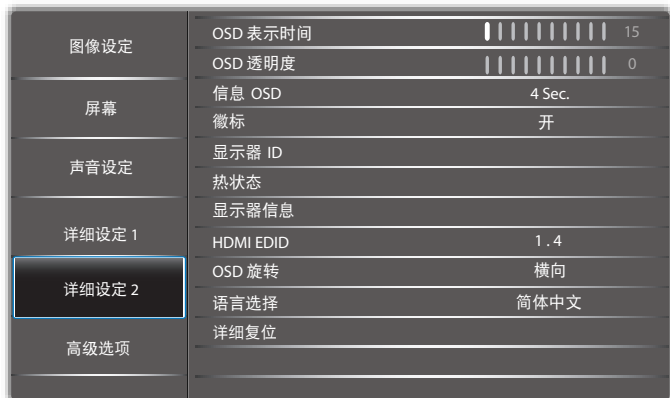 图像设定
屏幕
声音设定
详细设定 1
详细设定 2
高级选项
OSD 表示时间 15
OSD 透明度 0
信息 OSD 4 Sec.
徽标 开
显示器 ID
热状态
显示器信息
HDMI EDID 1 . 4
OSD 旋转 横向
语言选择 简体中文
详细复位